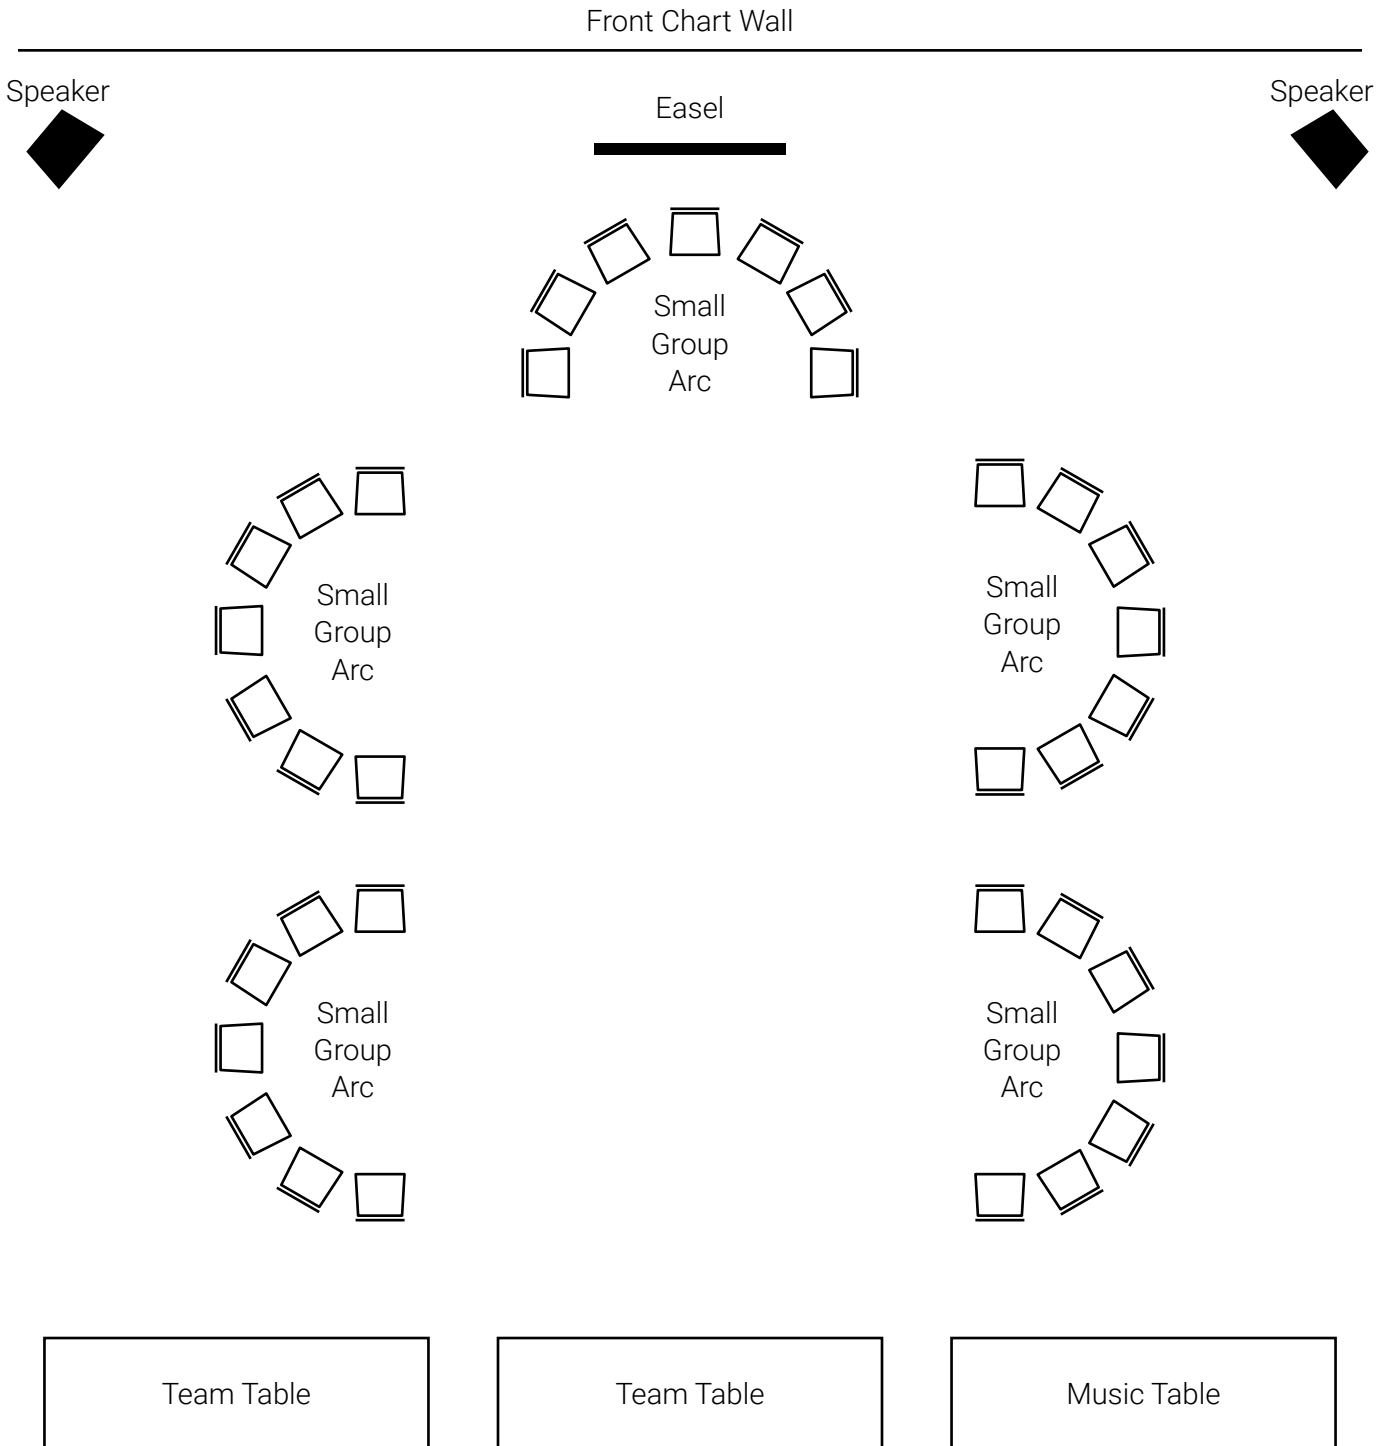 Front Chart Wall
Speaker
Easel
Speaker
Small
Group
Arc
Small
Group
Arc
Small
Group
Arc
Small
Group
Arc
Small
Group
Arc
Team Table
Team Table
Music Table